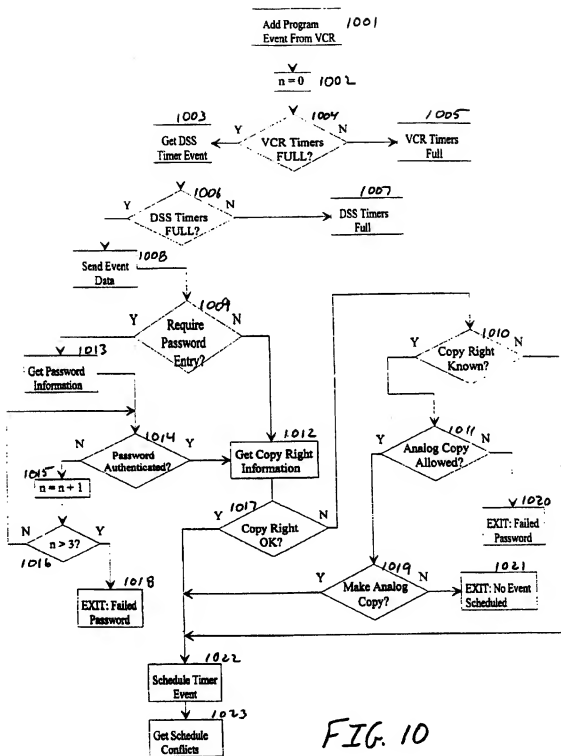 Add Program
Event From VCR
1001
n = 0
1002
1003
Get DSS
Timer Event
Y
1004
VCR Timers
FULL?
N
1005
VCR Timers
Full
1006
Y
DSS Timers
FULL?
N
1007
DSS Timers
Full
1008
Send Event
Data
1009
Y
Require
Password
Entry?
N
1010
Y
Copy Right
Known?
N
1013
Get Password
Information
1014
N
Password
Authenticated?
Y
1012
Get Copy Right
Information
1011
Y
Analog Copy
Allowed?
N
1015
n = n + 1
1017
Y
Copy Right
OK?
N
1020
EXIT: Failed
Password
N
n > 3?
Y
1016
1018
EXIT: Failed
Password
1019
Y
Make Analog
Copy?
N
1021
EXIT: No Event
Scheduled
1022
Schedule Timer
Event
1023
Get Schedule
Conflicts
FIG. 10